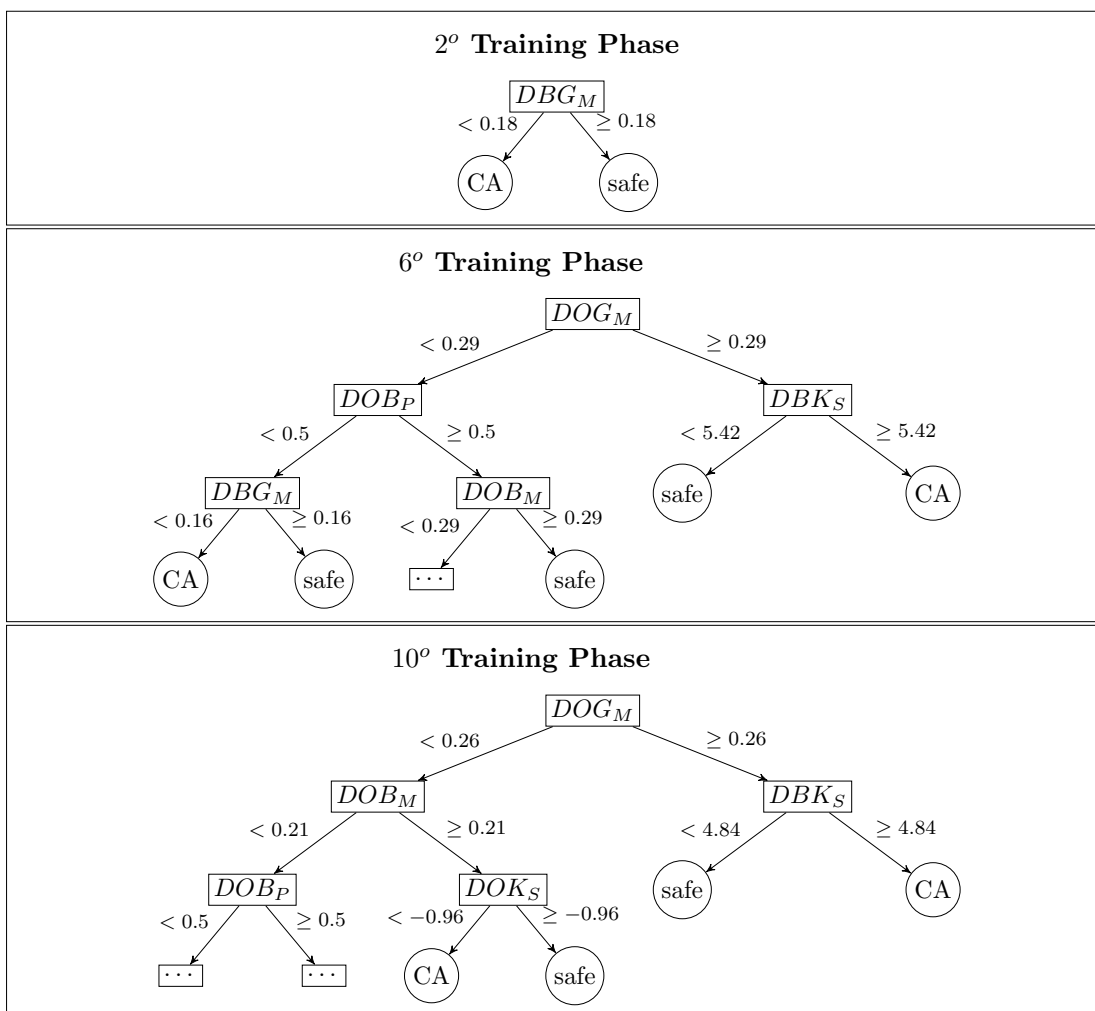 2º Training Phase
DBG_M
< 0.18 ≥ 0.18
CA safe
6º Training Phase
DOG_M
< 0.29 ≥ 0.29
DOB_P DBK_S
< 0.5 ≥ 0.5 < 5.42 ≥ 5.42
DBG_M DOB_M safe CA
< 0.16 ≥ 0.16 < 0.29 ≥ 0.29
CA safe ... safe
10º Training Phase
DOG_M
< 0.26 ≥ 0.26
DOB_M DBK_S
< 0.21 ≥ 0.21 < 4.84 ≥ 4.84
DOB_P DOK_S safe CA
< 0.5 ≥ 0.5 < −0.96 ≥ −0.96
... ... CA safe